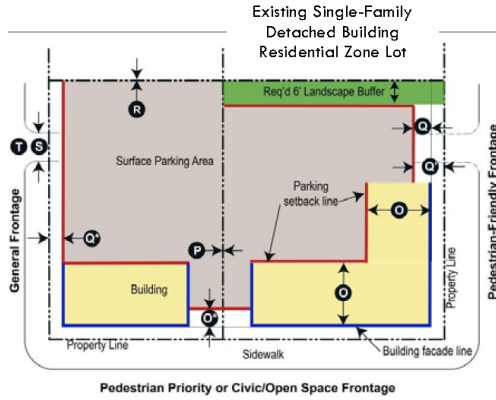 Existing Single-Family
Detached Building
Residential Zone Lot
Req'd 6' Landscape Buffer
R
Q
T S
Surface Parking Area
Q
Parking
setback line
O
Q*
P
General Frontage
Pedestrian-Friendly Frontage
Property Line
Building
O
O*
Property Line
Sidewalk
Building facade line
Pedestrian Priority or Civic/Open Space Frontage